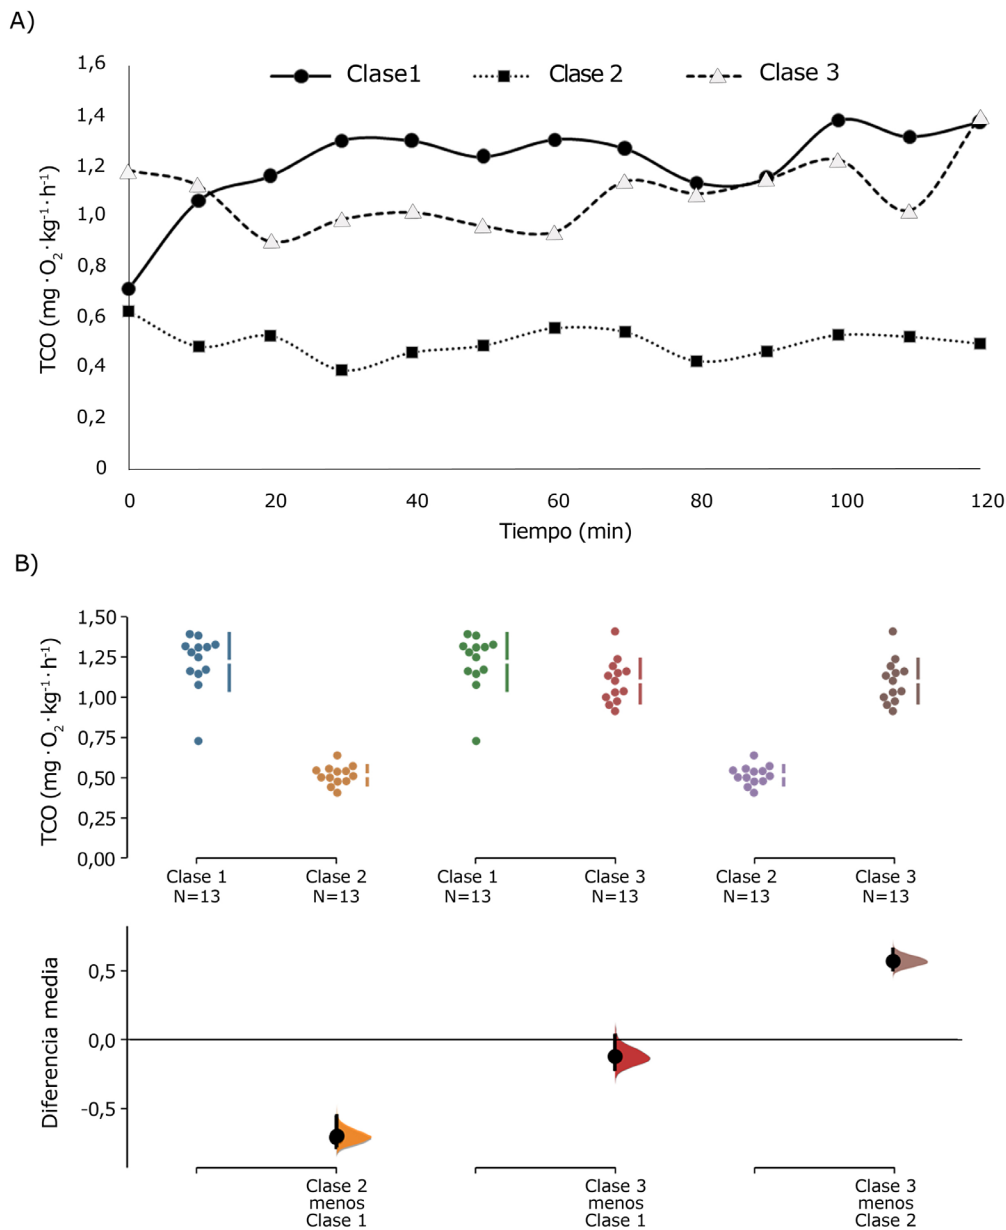 A)
1,6
1,4
1,2
1,0
0,8
0,6
0,4
0,2
0
TCO (mg·O₂·kg⁻¹·h⁻¹)
Clase1
Clase 2
Clase 3
0 20 40 60 80 100 120
Tiempo (min)
B)
1,50
1,25
1,00
0,75
0,50
0,25
0,00
TCO (mg·O₂·kg⁻¹·h⁻¹)
Clase 1 Clase 2 Clase 1 Clase 3 Clase 2 Clase 3
N=13 N=13 N=13 N=13 N=13 N=13
0,5
0,0
-0,5
Diferencia media
Clase 2 Clase 3 Clase 3
menos menos menos
Clase 1 Clase 1 Clase 2